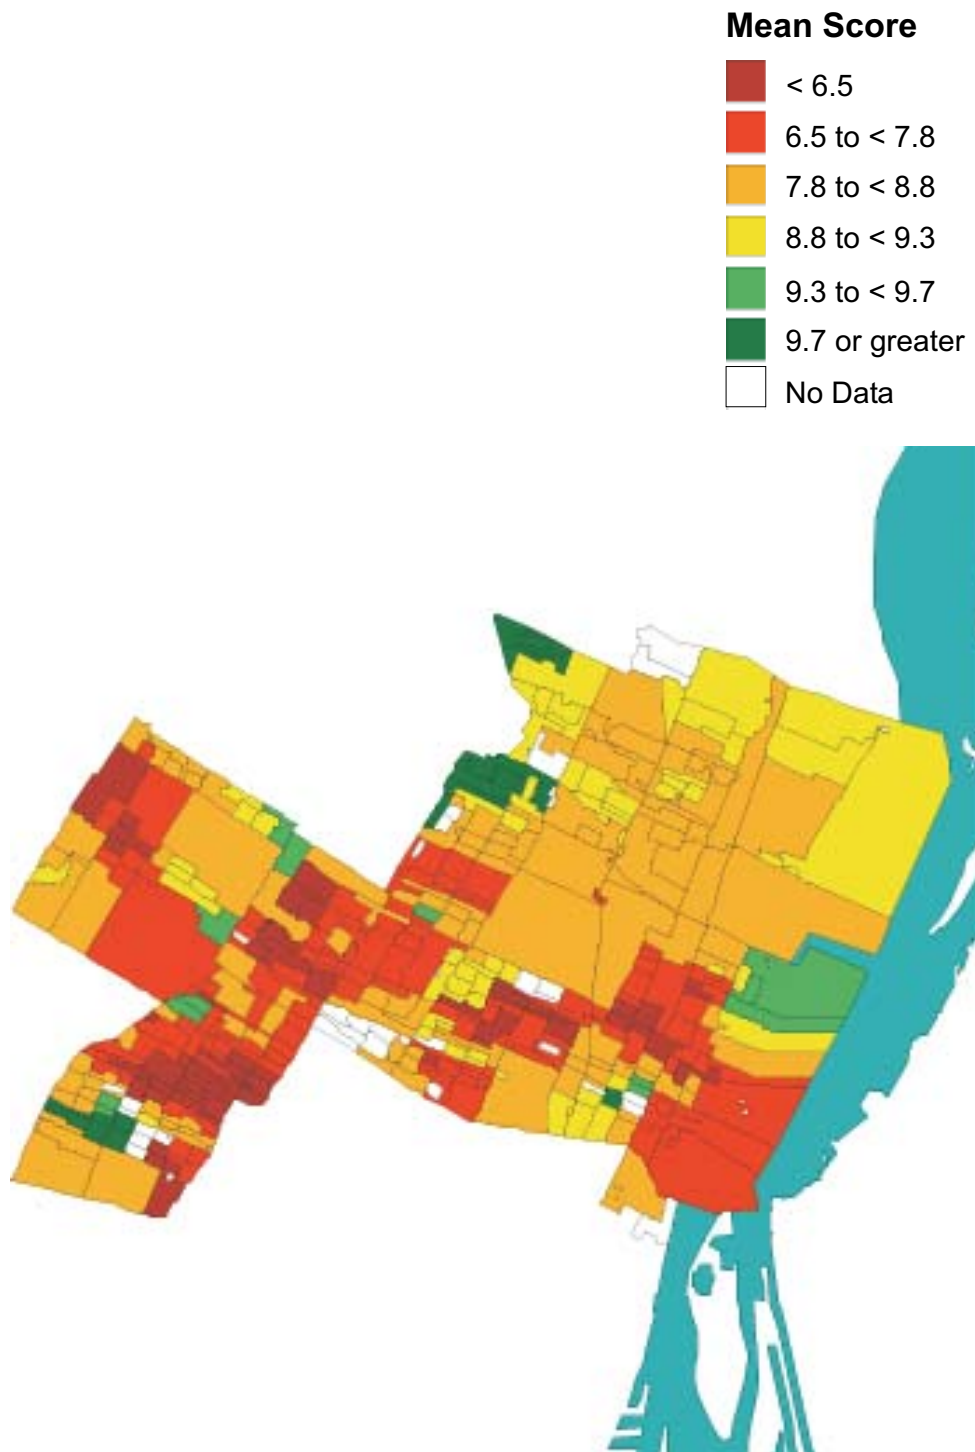 Mean Score
< 6.5
6.5 to < 7.8
7.8 to < 8.8
8.8 to < 9.3
9.3 to < 9.7
9.7 or greater
No Data